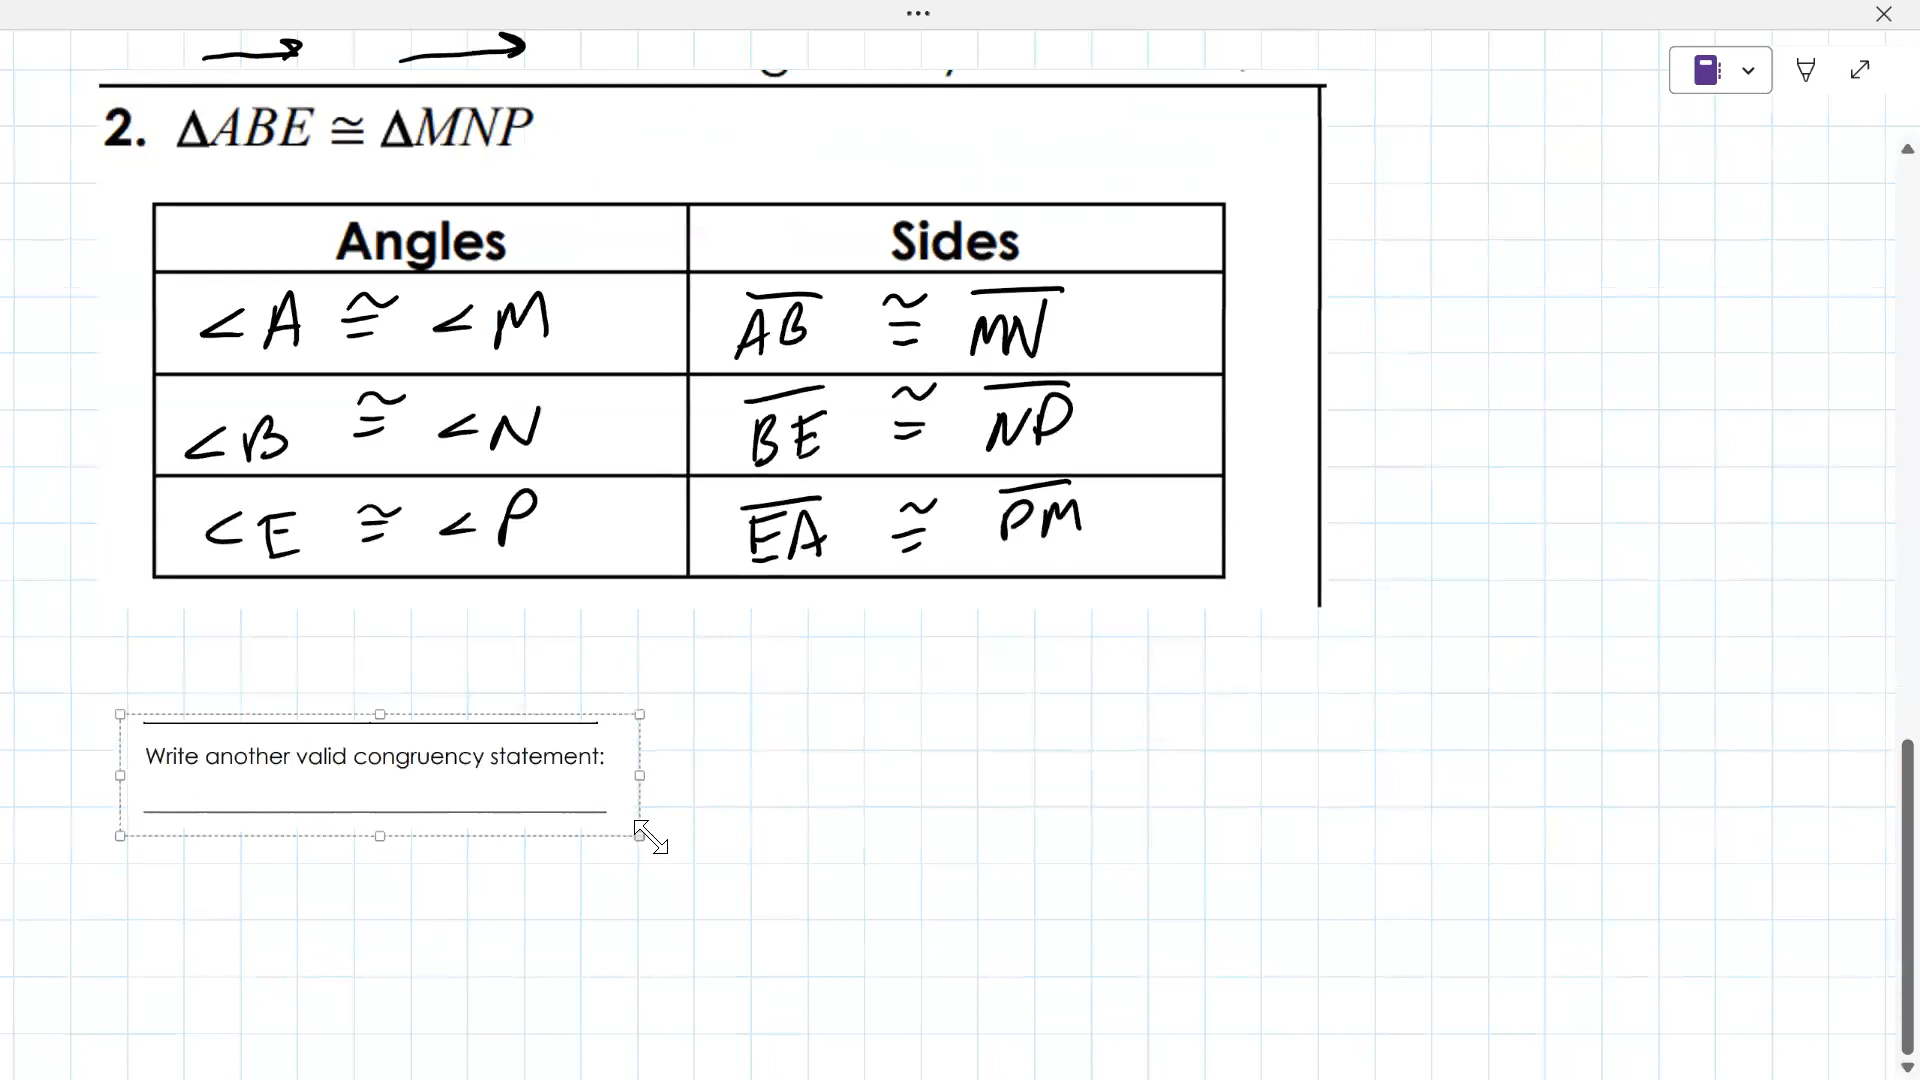 2. ΔABE ≅ ΔMNP
Angles Sides
∠A ≅ ∠M AB ≅ MN
∠B ≅ ∠N BE ≅ NP
∠E ≅ ∠P EA ≅ PM
Write another valid congruency statement: